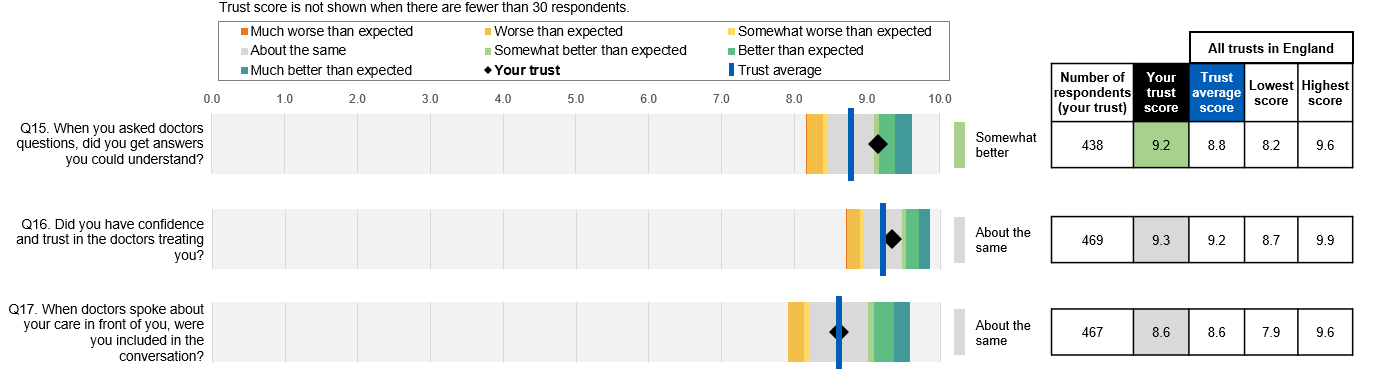 Trust score is not shown when there are fewer than 30 respondents.
Much worse than expected
Worse than expected
Somewhat worse than expected
About the same
Somewhat better than expected
Better than expected
Much better than expected
Your trust
Trust average
All trusts in England
Number of
respondents
(your trust)
Your
trust
score
Trust
average
score
Lowest
score
Highest
score
0.0 1.0 2.0 3.0 4.0 5.0 6.0 7.0 8.0 9.0 10.0
Q15. When you asked doctors
questions, did you get answers
you could understand?
Somewhat
better
438 9.2 8.8 8.2 9.6
Q16. Did you have confidence
and trust in the doctors treating
you?
About the
same
469 9.3 9.2 8.7 9.9
Q17. When doctors spoke about
your care in front of you, were
you included in the
conversation?
About the
same
467 8.6 8.6 7.9 9.6